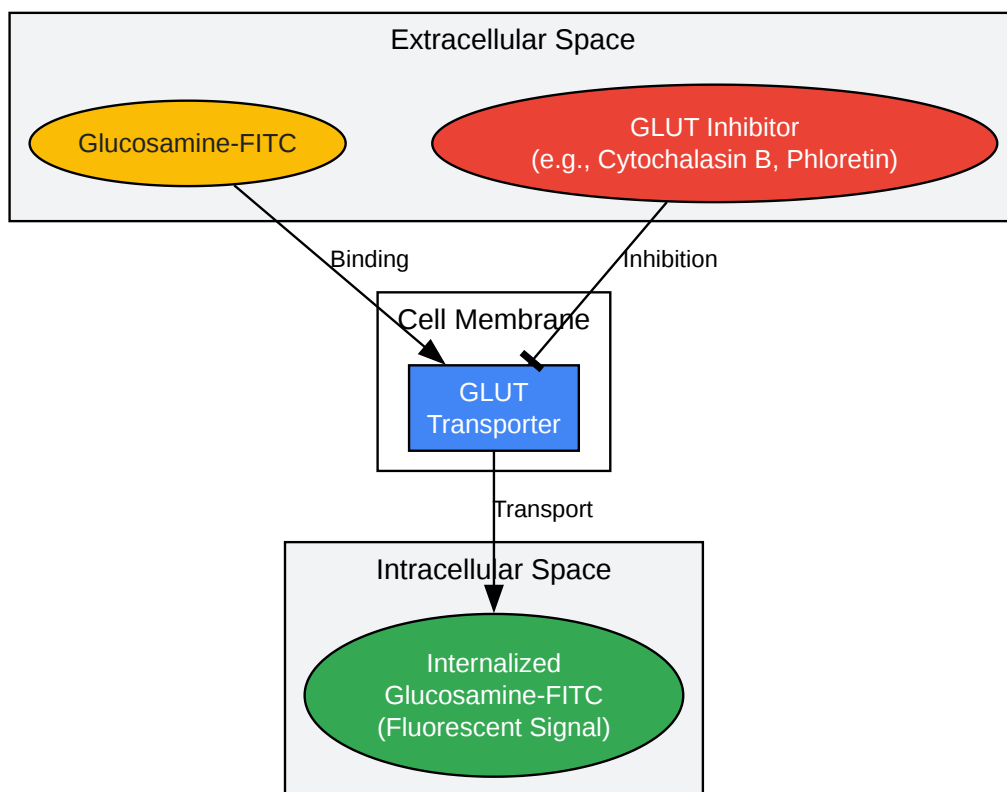 Extracellular Space
Glucosamine-FITC
GLUT Inhibitor
(e.g., Cytochalasin B, Phloretin)
Binding
Inhibition
Cell Membrane
GLUT
Transporter
Transport
Intracellular Space
Internalized
Glucosamine-FITC
(Fluorescent Signal)